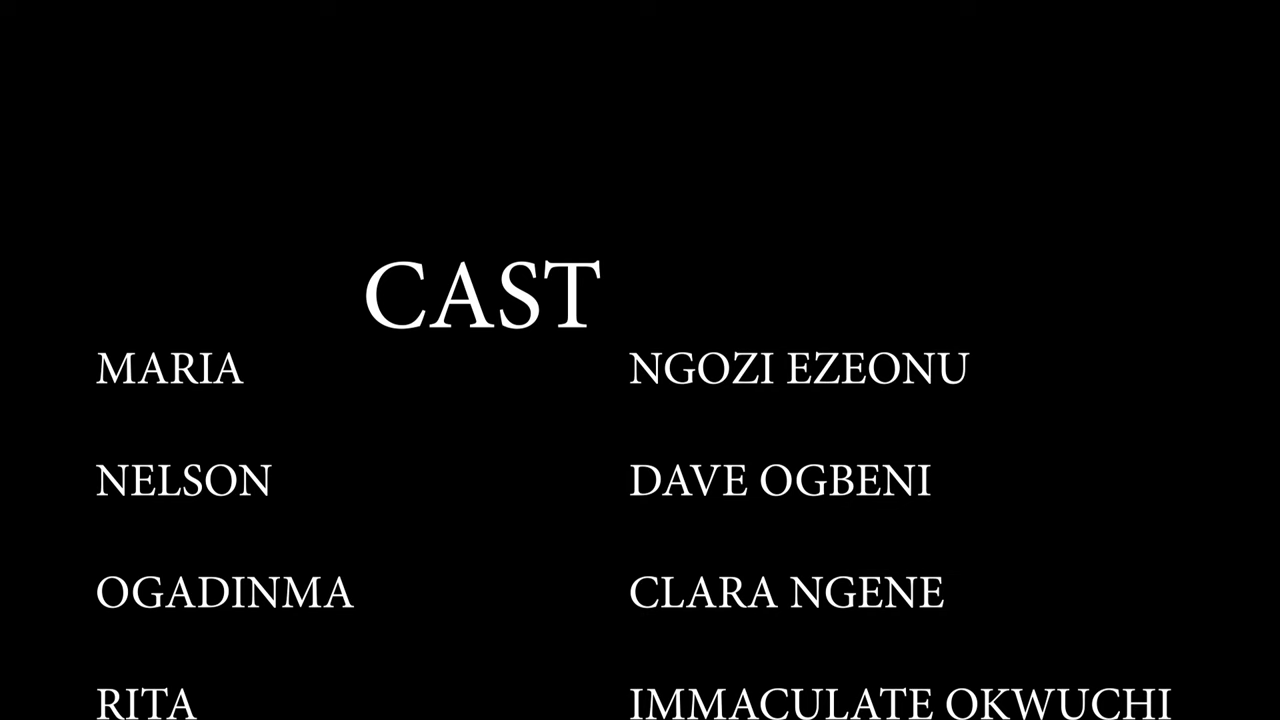 CAST
MARIA NGOZI EZEONU
NELSON DAVE OGBENI
OGADINMA CLARA NGENE
RITA IMMACULATE OKWUCHI